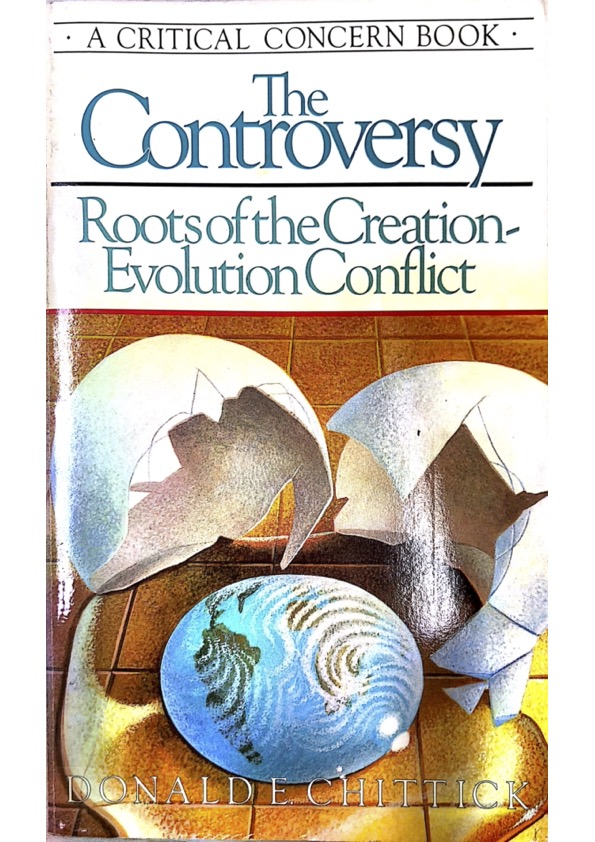 · A CRITICAL CONCERN BOOK ·
The
Controversy
Roots of the Creation-
Evolution Conflict
DONALD E. CHITTICK